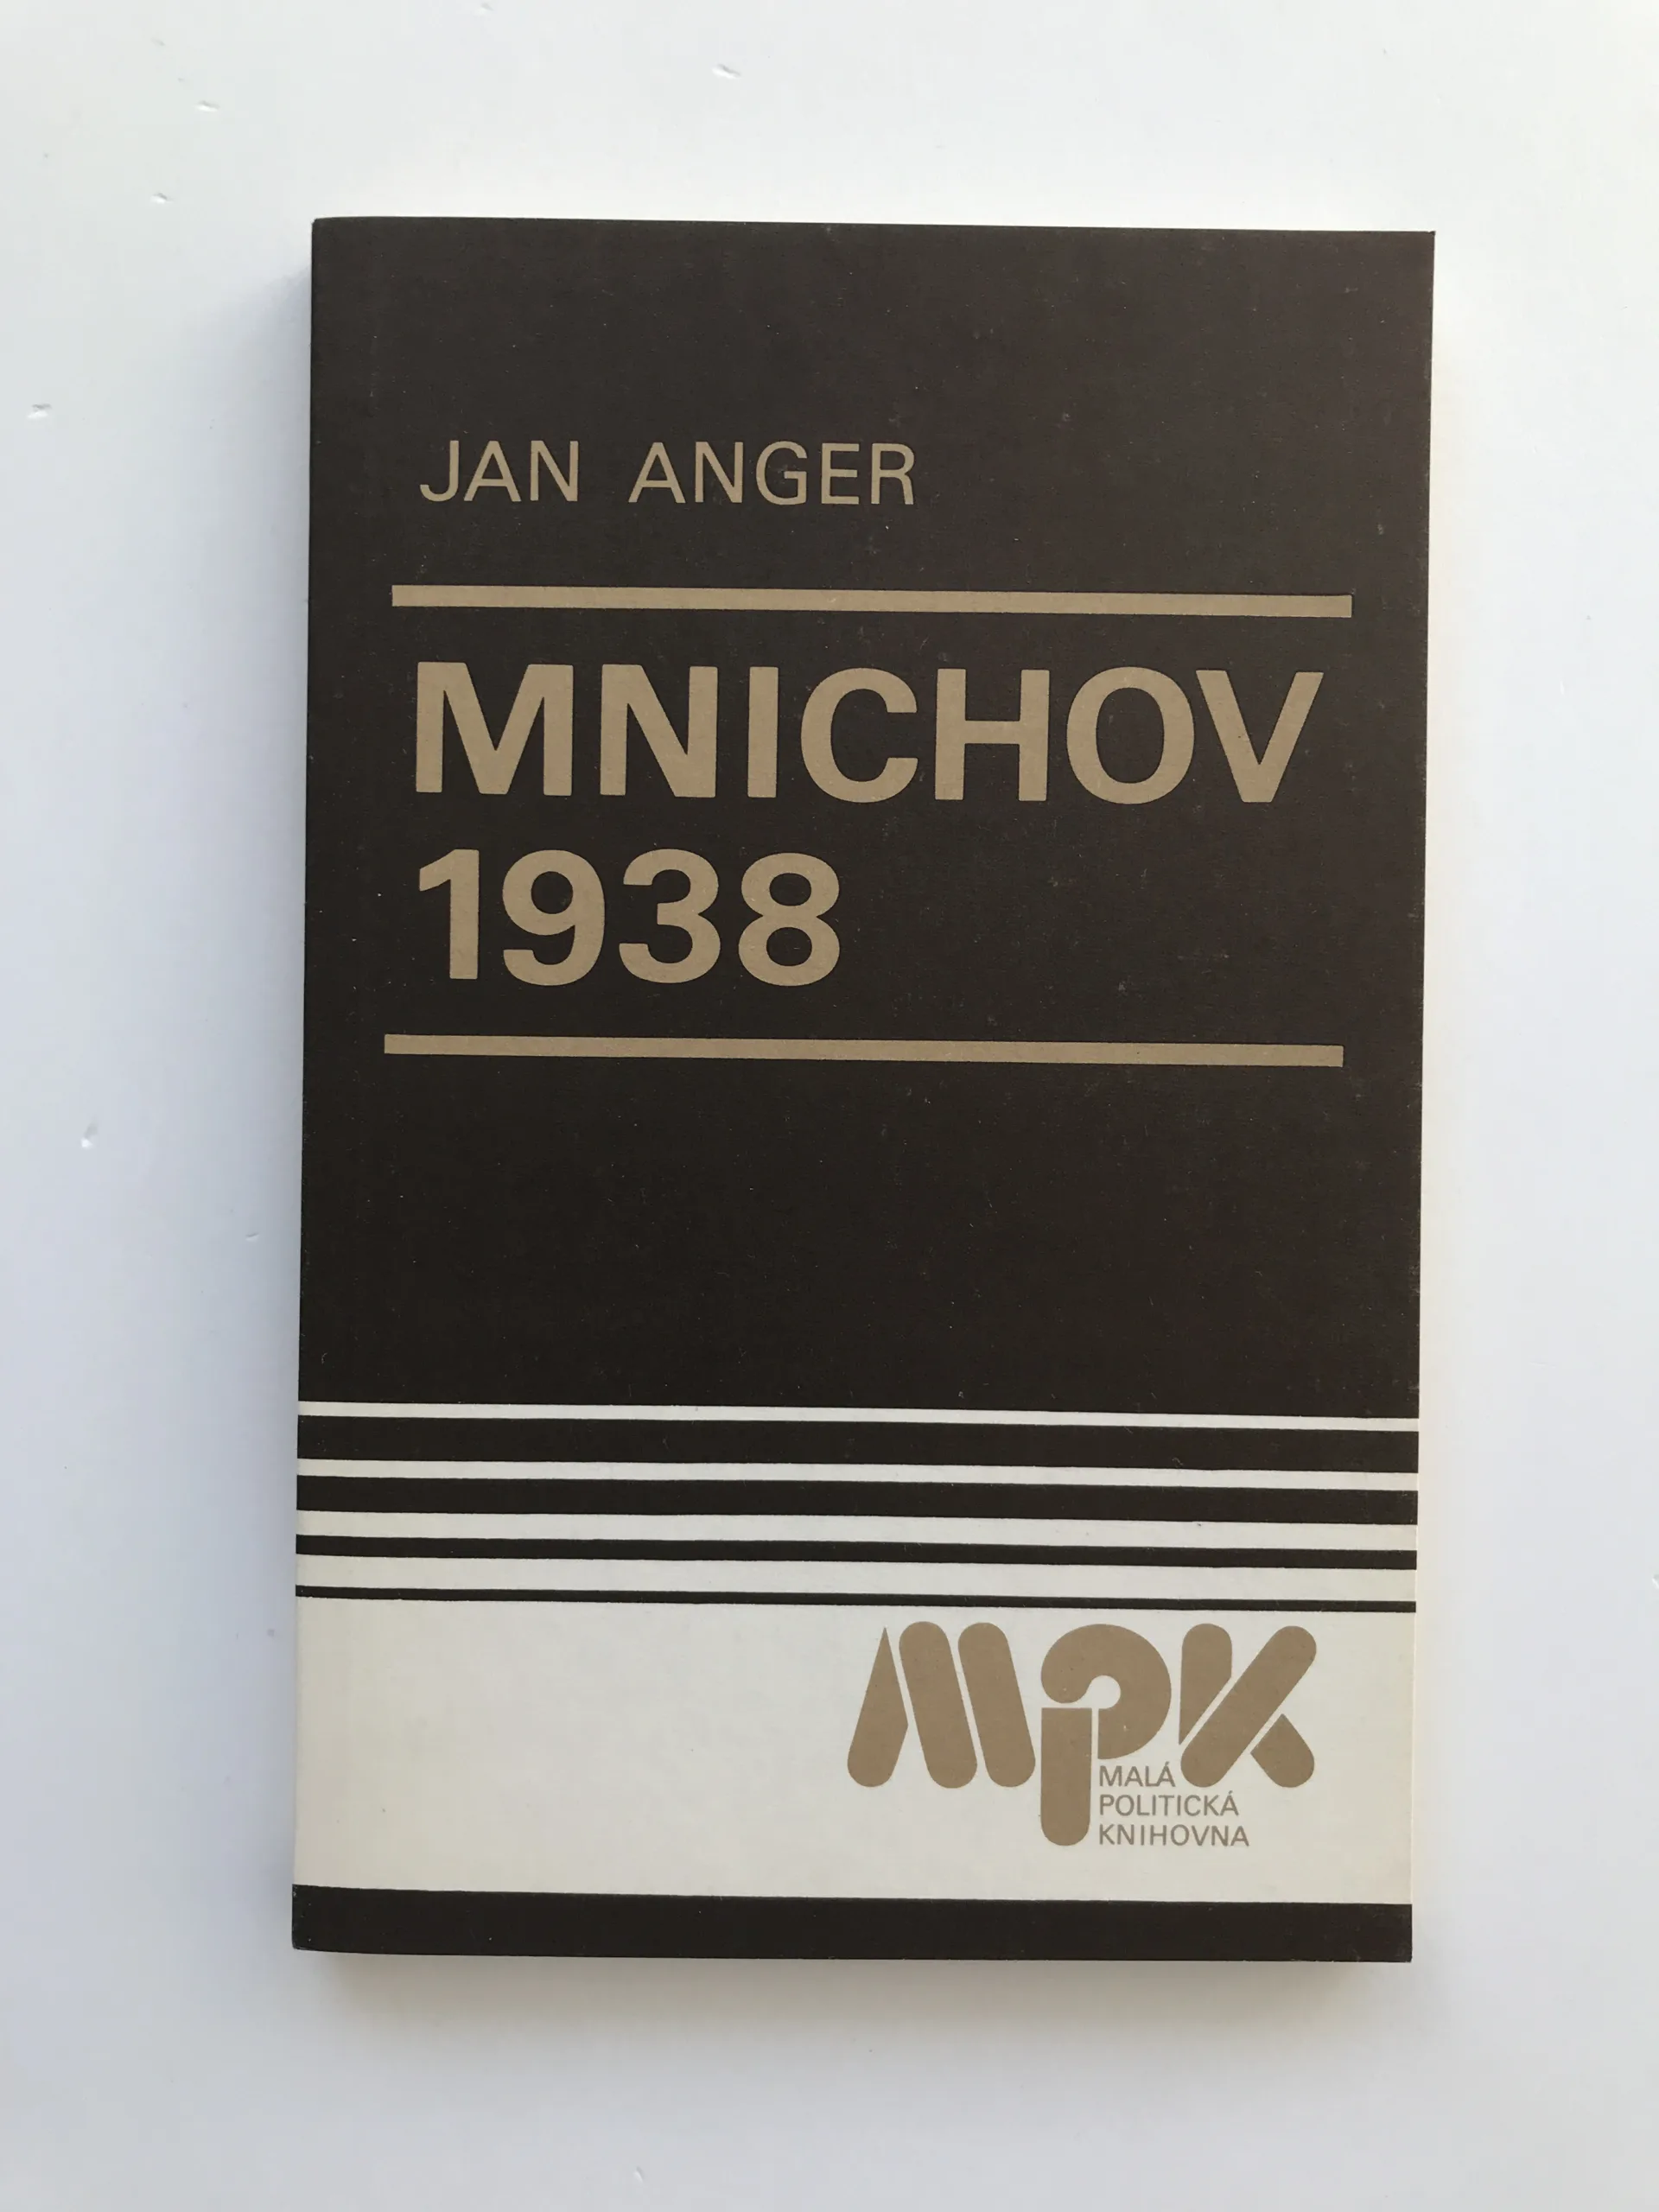 JAN ANGER
MNICHOV
1938
MPK
MALÁ
POLITICKÁ
KNIHOVNA